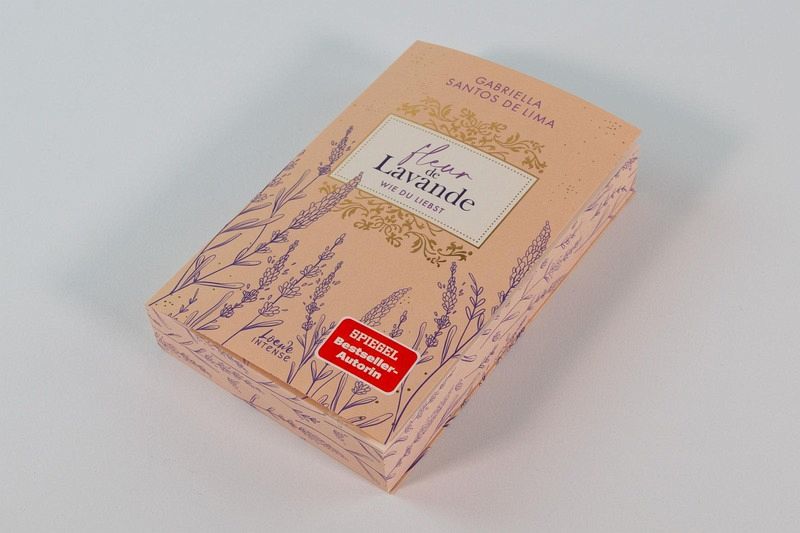 GABRIELLA
SANTOS DE LIMA
fleur
de
Lavande
WIE DU LIEBST
Loewe
INTENSE
SPIEGEL
Bestseller-
Autorin